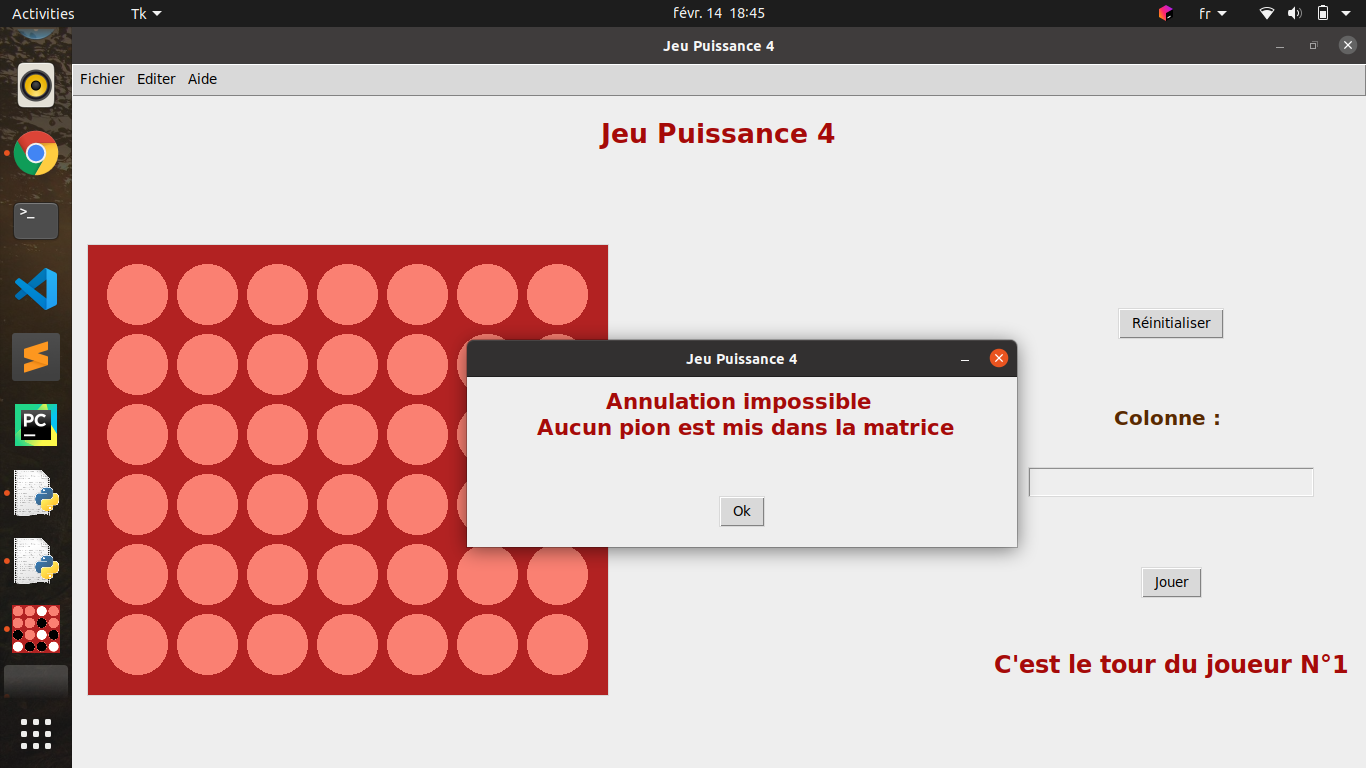 Activities
Tk
févr. 14 18:45
fr
Jeu Puissance 4
Fichier Editer Aide
Jeu Puissance 4
Réinitialiser
Jeu Puissance 4
Annulation impossible
Aucun pion est mis dans la matrice
Ok
Colonne :
Jouer
C'est le tour du joueur N°1
>_
PC